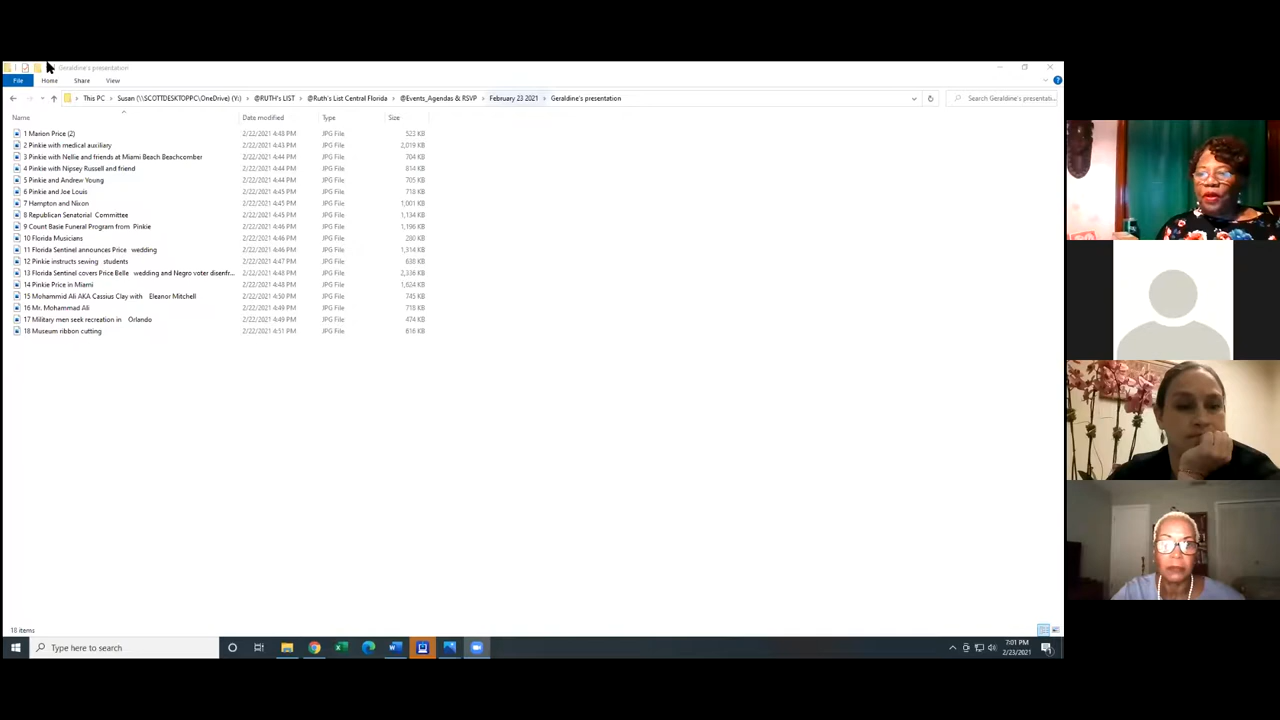 Geraldine's presentation
File Home Share View
This PC > Susan (\\SCOTTDESKTOPPC\OneDrive) (Y:) > @RUTH's LIST > @Ruth's List Central Florida > @Events_Agendas & RSVP > February 23 2021 > Geraldine's presentation Search Geraldine's presentati...
Name Date modified Type Size
1 Marion Price (2) 2/22/2021 4:43 PM JPG File 523 KB
2 Pinkie with medical auxiliary 2/22/2021 4:43 PM JPG File 2,019 KB
3 Pinkie with Nellie and friends at Miami Beach Beachcomber 2/22/2021 4:44 PM JPG File 704 KB
4 Pinkie with Nipsey Russell and friend 2/22/2021 4:44 PM JPG File 814 KB
5 Pinkie and Andrew Young 2/22/2021 4:44 PM JPG File 705 KB
6 Pinkie and Joe Louis 2/22/2021 4:45 PM JPG File 718 KB
7 Hampton and Nixon 2/22/2021 4:45 PM JPG File 1,001 KB
8 Republican Senatorial Committee 2/22/2021 4:45 PM JPG File 1,134 KB
9 Count Basie Funeral Program from Pinkie 2/22/2021 4:46 PM JPG File 1,196 KB
10 Florida Musicians 2/22/2021 4:46 PM JPG File 280 KB
11 Florida Sentinel announces Price wedding 2/22/2021 4:46 PM JPG File 1,314 KB
12 Pinkie instructs sewing students 2/22/2021 4:47 PM JPG File 638 KB
13 Florida Sentinel covers Price Belle wedding and Negro voter disenfr... 2/22/2021 4:48 PM JPG File 2,336 KB
14 Pinkie Price in Miami 2/22/2021 4:48 PM JPG File 1,624 KB
15 Mohammid Ali AKA Cassius Clay with Eleanor Mitchell 2/22/2021 4:50 PM JPG File 745 KB
16 Mr. Mohammad Ali 2/22/2021 4:49 PM JPG File 718 KB
17 Military men seek recreation in Orlando 2/22/2021 4:49 PM JPG File 474 KB
18 Museum ribbon cutting 2/22/2021 4:51 PM JPG File 616 KB
18 items
Type here to search
7:01 PM
2/23/2021